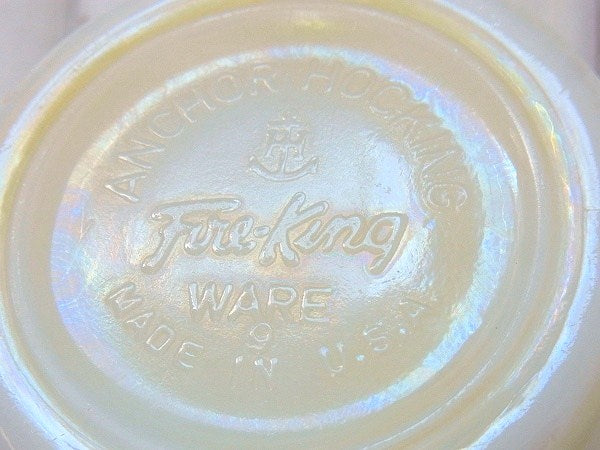 ANCHOR HOCKING
Fire-King
WARE
9
MADE IN U.S.A